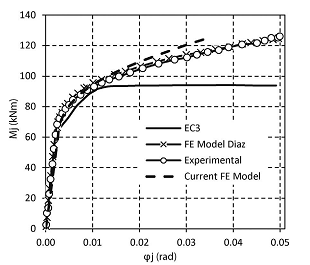 140
120
100
80
60
40
20
0
Mj (kNm)
EC3
FE Model Diaz
Experimental
Current FE Model
0.00
0.01
0.02
0.03
0.04
0.05
φj (rad)